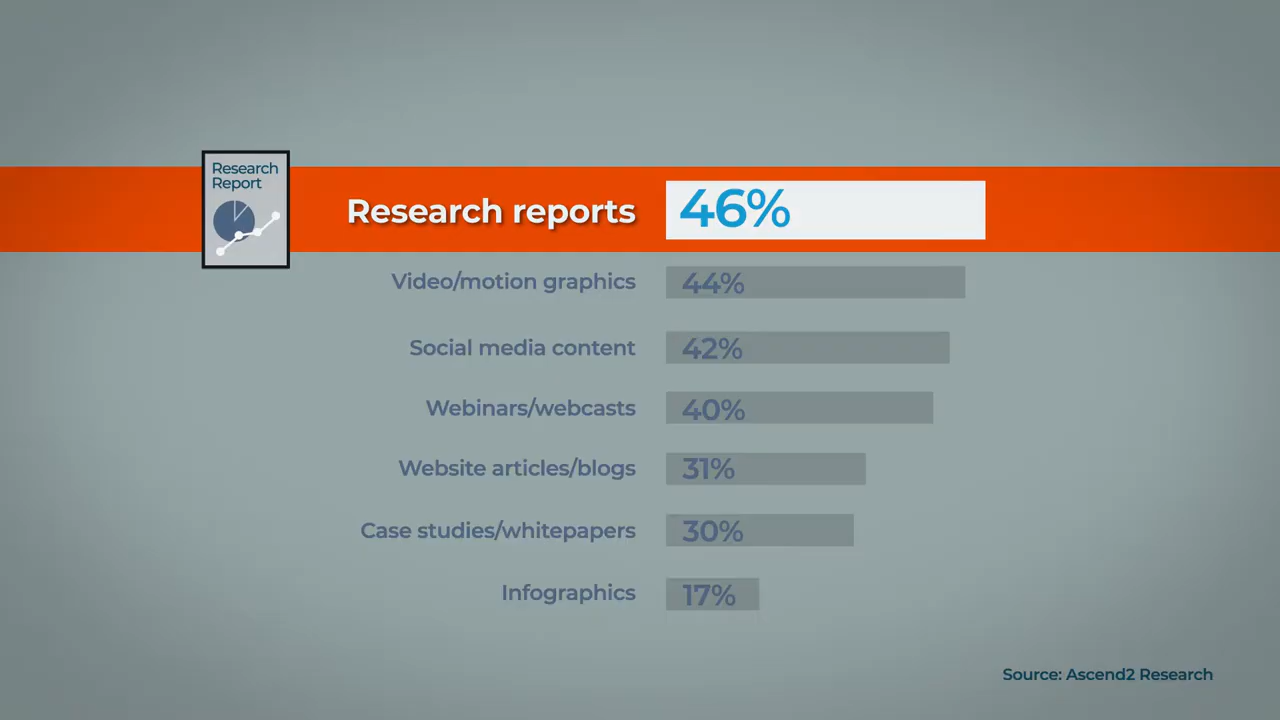 Research
Report
Research reports 46%
Video/motion graphics 44%
Social media content 42%
Webinars/webcasts 40%
Website articles/blogs 31%
Case studies/whitepapers 30%
Infographics 17%
Source: Ascend2 Research